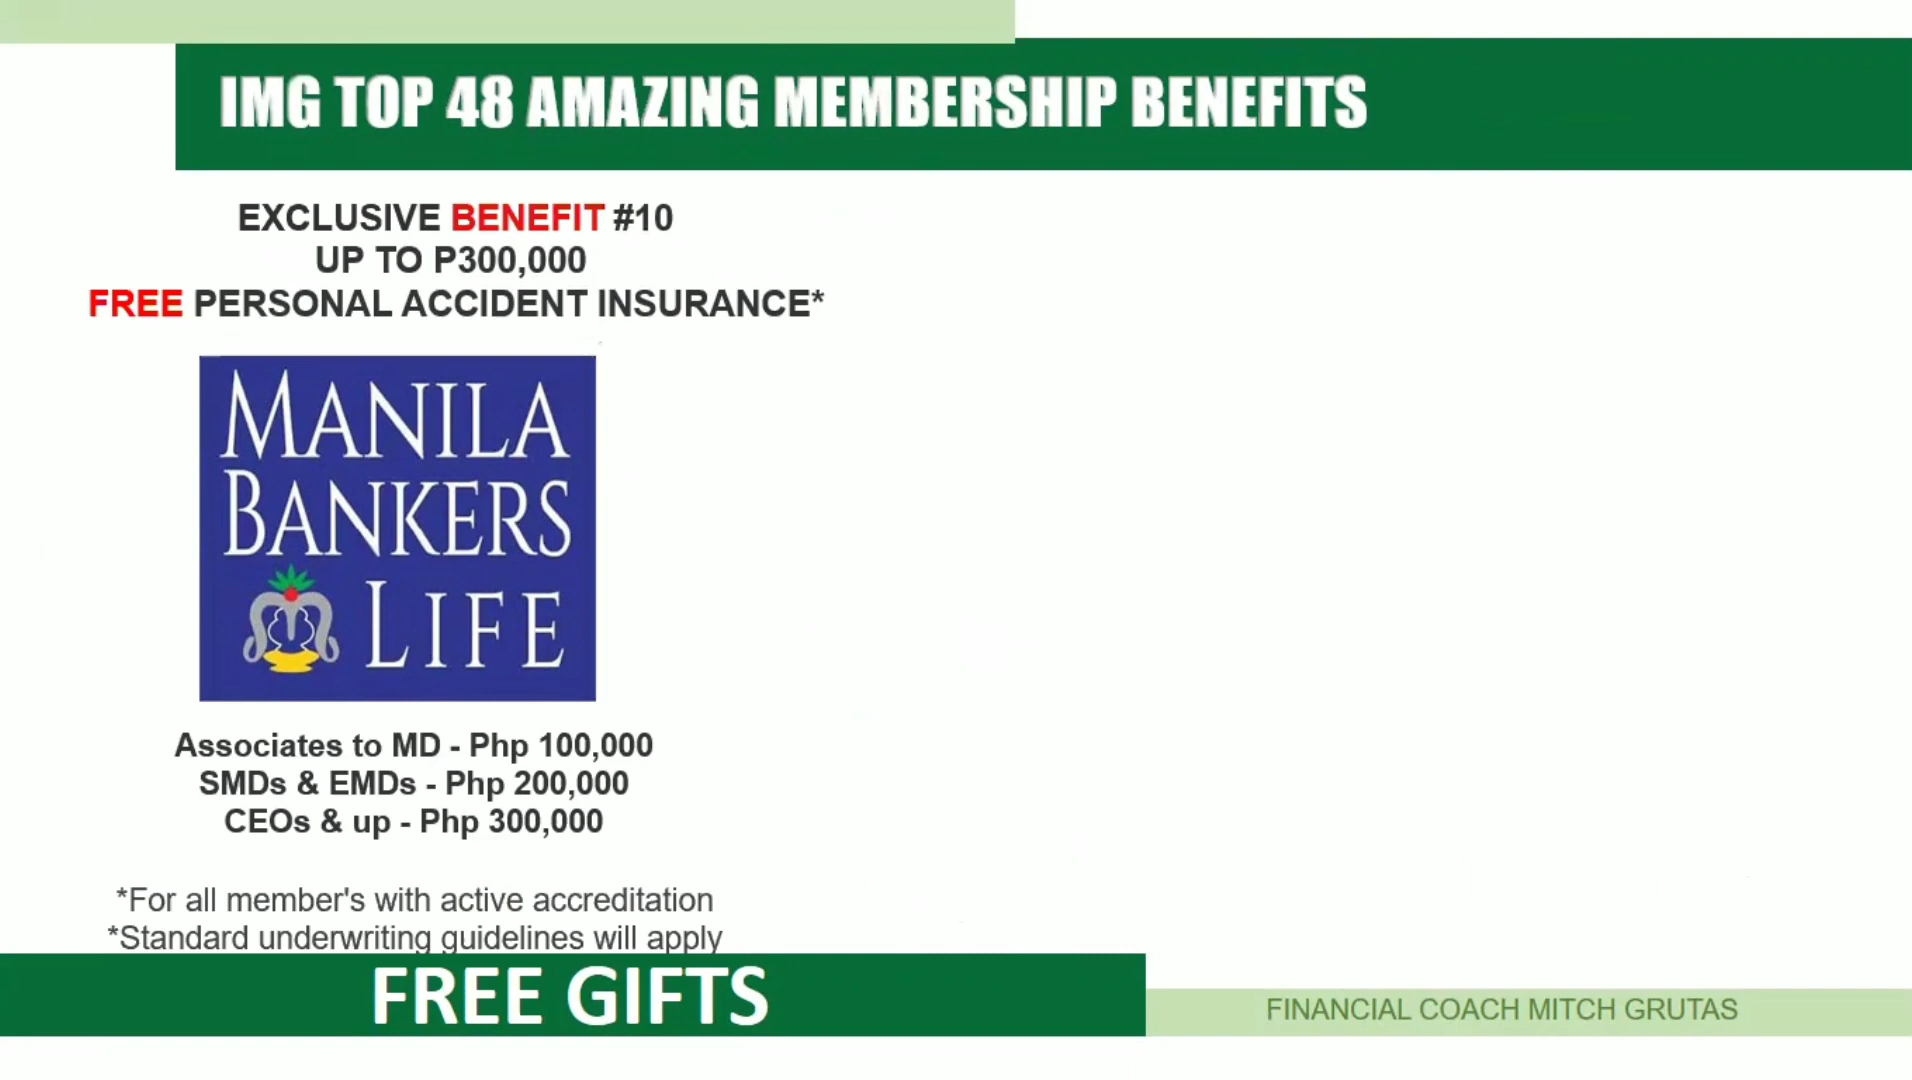 IMG TOP 48 AMAZING MEMBERSHIP BENEFITS
EXCLUSIVE BENEFIT #10
UP TO P300,000
FREE PERSONAL ACCIDENT INSURANCE*
MANILA
BANKERS
LIFE
Associates to MD - Php 100,000
SMDs & EMDs - Php 200,000
CEOs & up - Php 300,000
*For all member's with active accreditation
*Standard underwriting guidelines will apply
FREE GIFTS
FINANCIAL COACH MITCH GRUTAS